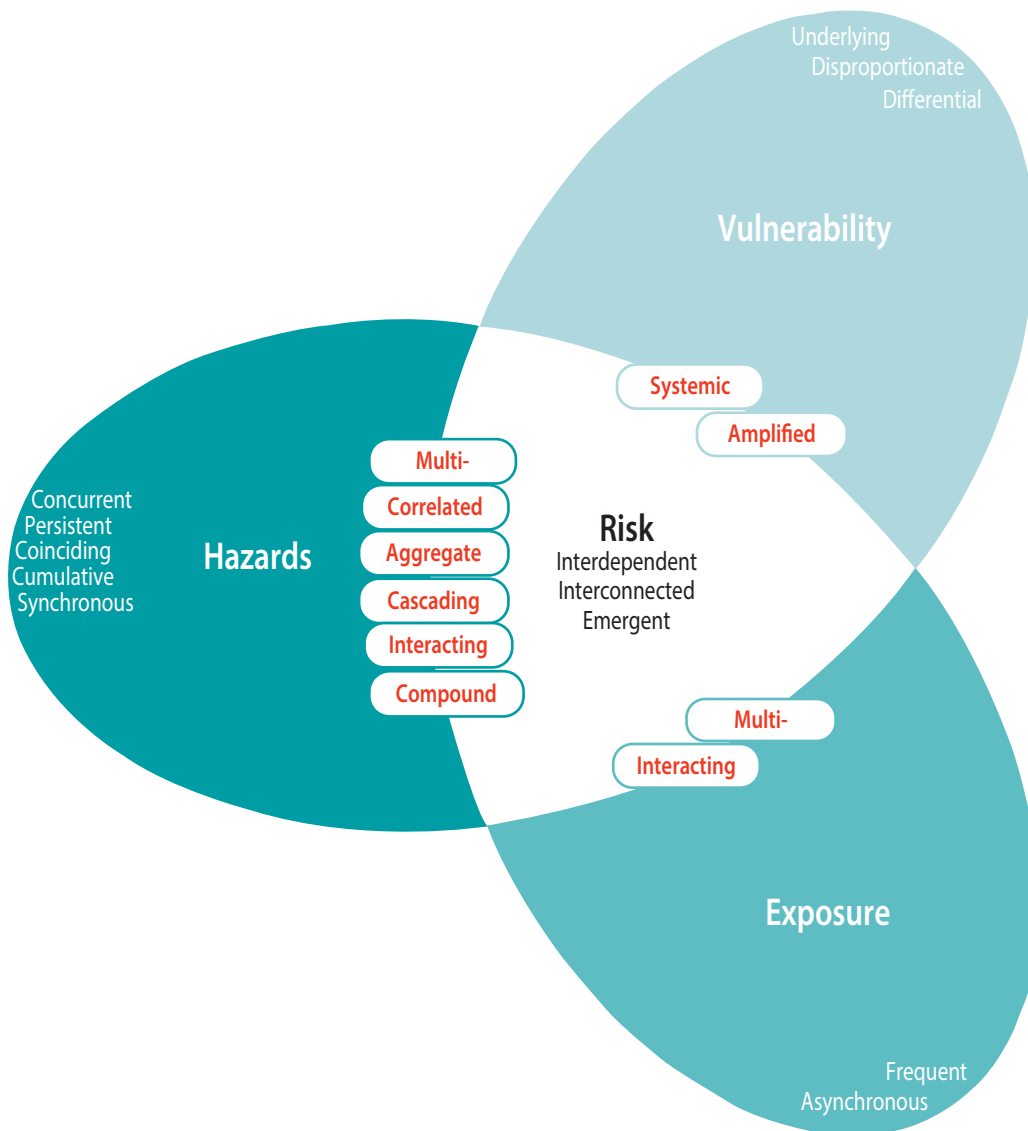 Underlying
Disproportionate
Differential
Vulnerability
Systemic
Amplified
Concurrent
Persistent
Coinciding
Cumulative
Synchronous
Hazards
Multi-
Correlated
Aggregate
Cascading
Interacting
Compound
Risk
Interdependent
Interconnected
Emergent
Multi-
Interacting
Exposure
Frequent
Asynchronous